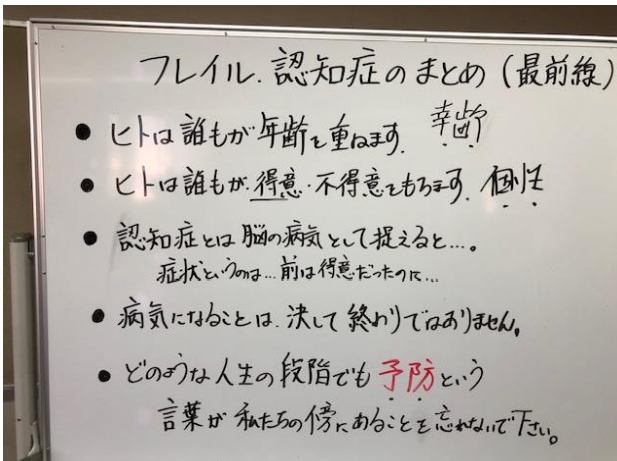 フレイル.認知症のまとめ(最前線)
● ヒトは誰もが年齢を重ねます. 幸齢
● ヒトは誰もが.得意・不得意をもちます. 個性
● 認知症とは脳の病気として捉えると…。
症状というのは…前は得意だったのに…
● 病気になることは.決して終わりではありません。
● どのような人生の段階でも予防という
言葉が私たちの傍にあることを忘れないで下さい。